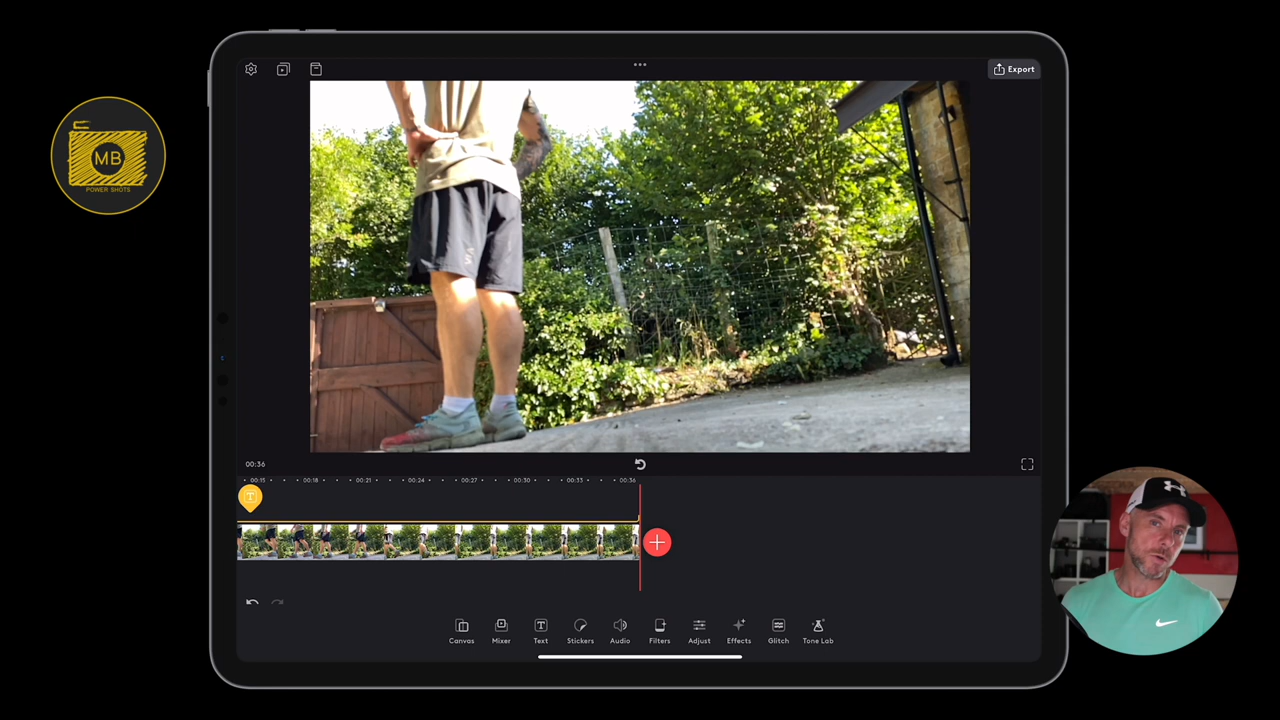 Export
MB
POWER SHOTS
00:36
00:15 00:18 00:21 00:24 00:27 00:30 00:33 00:36
T
Canvas Mixer Text Stickers Audio Filters Adjust Effects Glitch Tone Lab